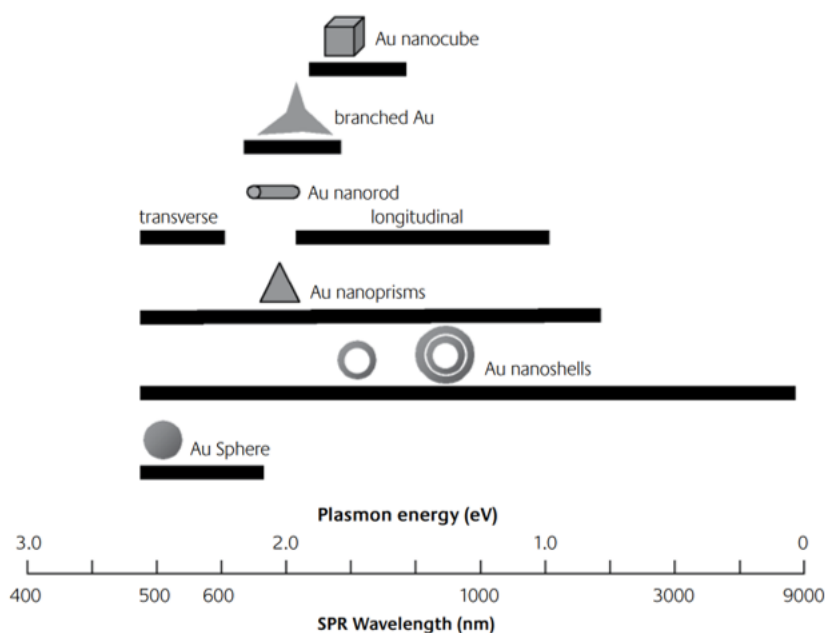 Au nanocube
branched Au
Au nanorod
transverse longitudinal
Au nanoprisms
Au nanoshells
Au Sphere
Plasmon energy (eV)
3.0 2.0 1.0 0
400 500 600 1000 3000 9000
SPR Wavelength (nm)